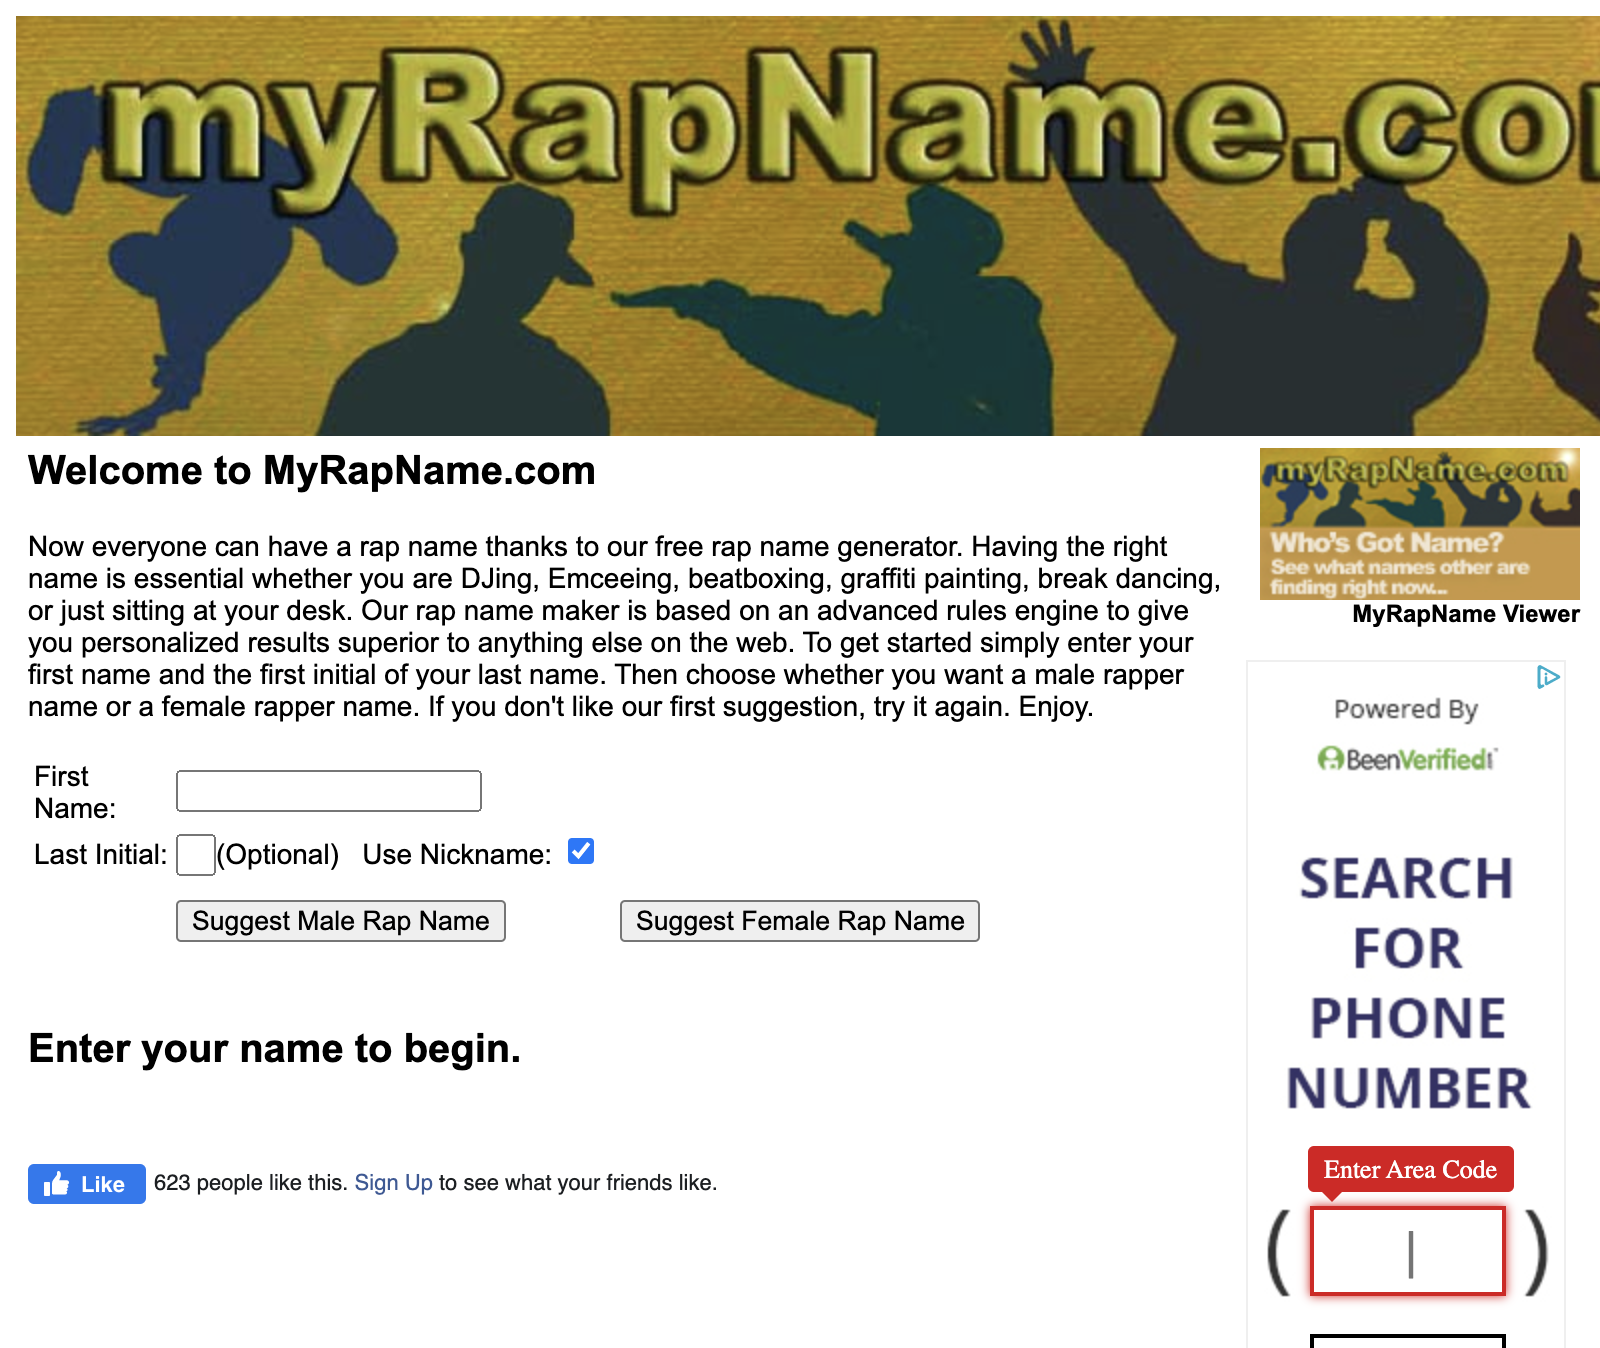 myRapName.co
Welcome to MyRapName.com
Now everyone can have a rap name thanks to our free rap name generator. Having the right
name is essential whether you are DJing, Emceeing, beatboxing, graffiti painting, break dancing,
or just sitting at your desk. Our rap name maker is based on an advanced rules engine to give
you personalized results superior to anything else on the web. To get started simply enter your
first name and the first initial of your last name. Then choose whether you want a male rapper
name or a female rapper name. If you don't like our first suggestion, try it again. Enjoy.
First
Name:
Last Initial: (Optional) Use Nickname:
Suggest Male Rap Name Suggest Female Rap Name
Enter your name to begin.
Like 623 people like this. Sign Up to see what your friends like.
myRapName.com
Who's Got Name?
See what names other are
finding right now...
MyRapName Viewer
Powered By
BeenVerified
SEARCH
FOR
PHONE
NUMBER
Enter Area Code
( )